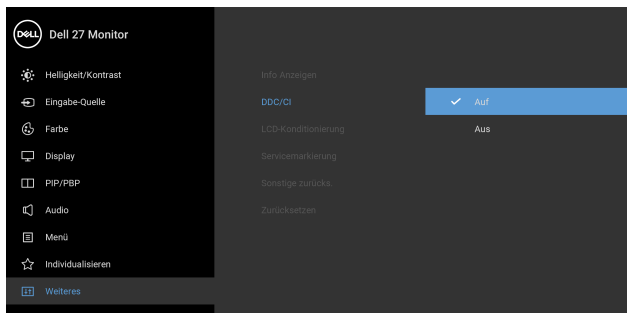 DELL
Dell 27 Monitor
Helligkeit/Kontrast
Eingabe-Quelle
Farbe
Display
PIP/PBP
Audio
Menü
Individualisieren
Weiteres
Info Anzeigen
DDC/CI
LCD-Konditionierung
Servicemarkierung
Sonstige zurücks.
Zurücksetzen
Auf
Aus